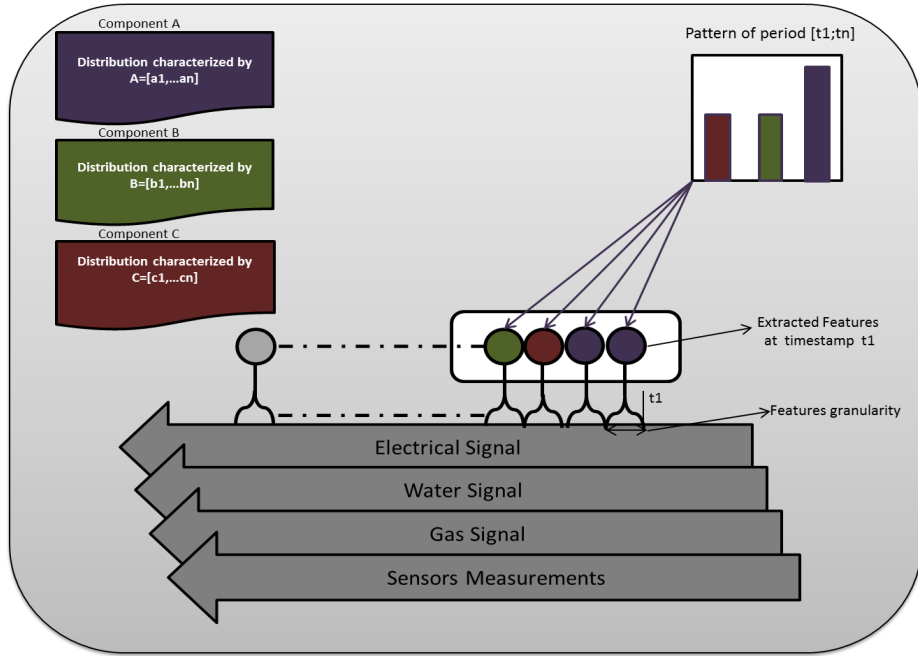 Component A
Distribution characterized by
A=[a1,...an]
Component B
Distribution characterized by
B=[b1,...bn]
Component C
Distribution characterized by
C=[c1,...cn]
Pattern of period [t1;tn]
Extracted Features
at timestamp t1
t1
Features granularity
Electrical Signal
Water Signal
Gas Signal
Sensors Measurements